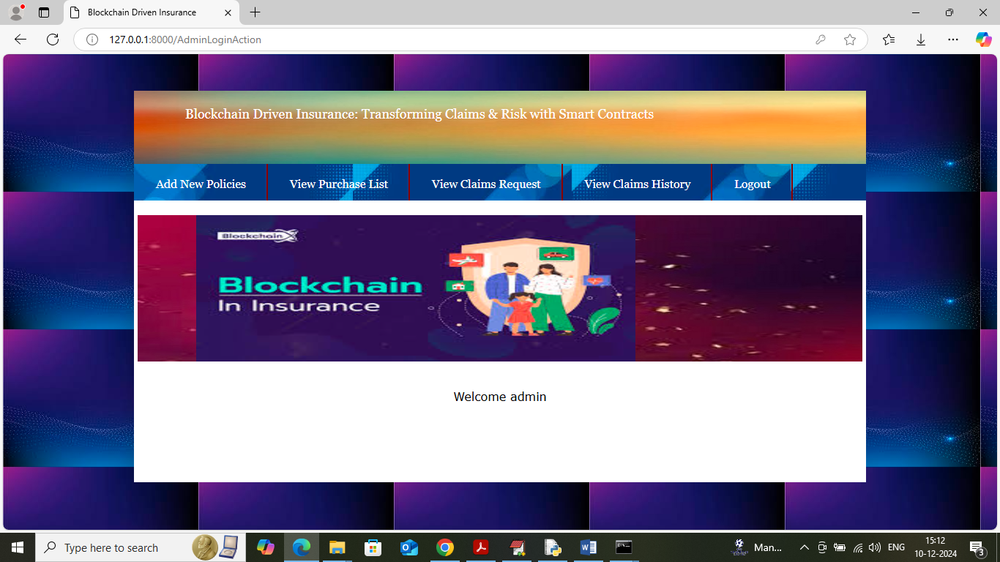 Blockchain Driven Insurance
127.0.0.1:8000/AdminLoginAction
Blockchain Driven Insurance: Transforming Claims & Risk with Smart Contracts
Add New Policies View Purchase List View Claims Request View Claims History Logout
BlockchainX
Blockchain
In Insurance
Welcome admin
Type here to search
Man...
ENG
15:12
10-12-2024
3